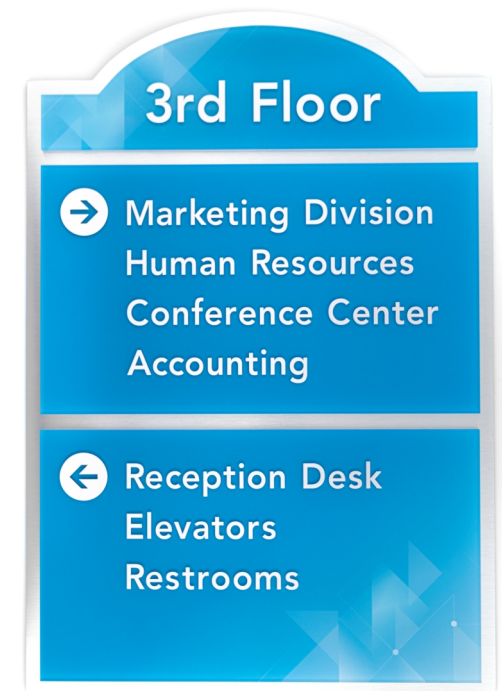 3rd Floor
Marketing Division
Human Resources
Conference Center
Accounting
Reception Desk
Elevators
Restrooms